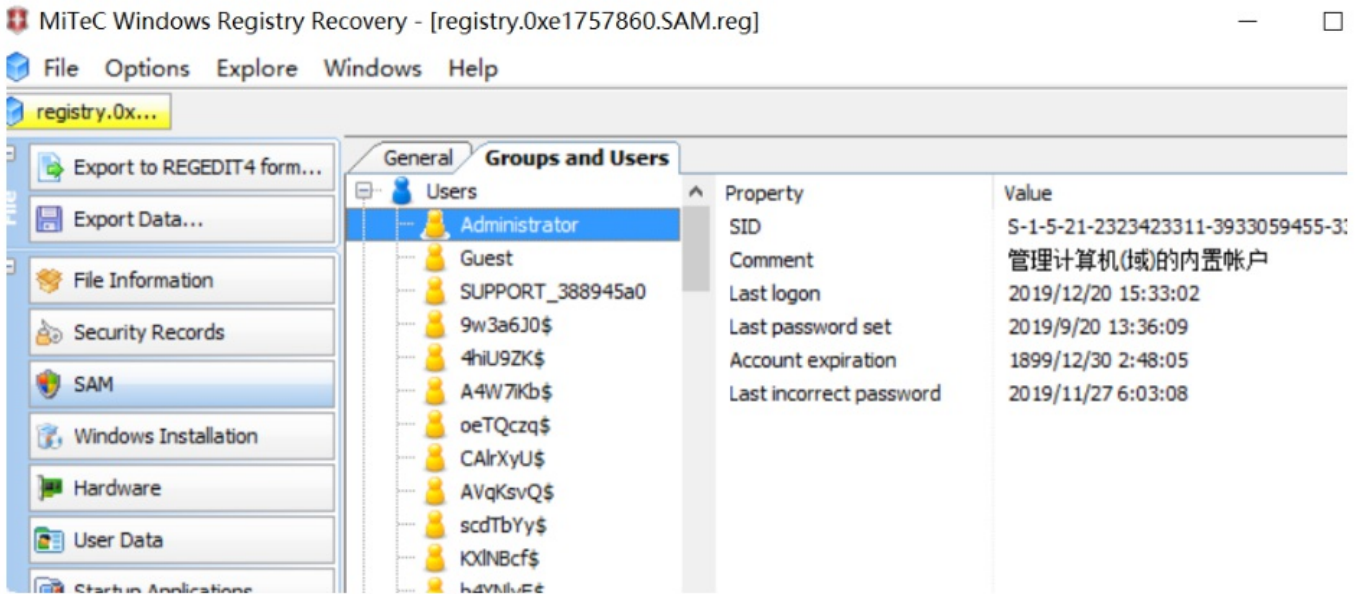 MiTeC Windows Registry Recovery - [registry.0xe1757860.SAM.reg]
File Options Explore Windows Help
registry.0x...
Export to REGEDIT4 form...
Export Data...
File Information
Security Records
SAM
Windows Installation
Hardware
User Data
Startup Applications
General Groups and Users
Users
Administrator
Guest
SUPPORT_388945a0
9w3a6J0$
4hiU9ZK$
A4W7iKb$
oeTQczq$
CAlrXyU$
AVqKsvQ$
scdTbYy$
KXlNBcf$
Property Value
SID S-1-5-21-2323423311-3933059455-33
Comment 管理计算机(域)的内置帐户
Last logon 2019/12/20 15:33:02
Last password set 2019/9/20 13:36:09
Account expiration 1899/12/30 2:48:05
Last incorrect password 2019/11/27 6:03:08